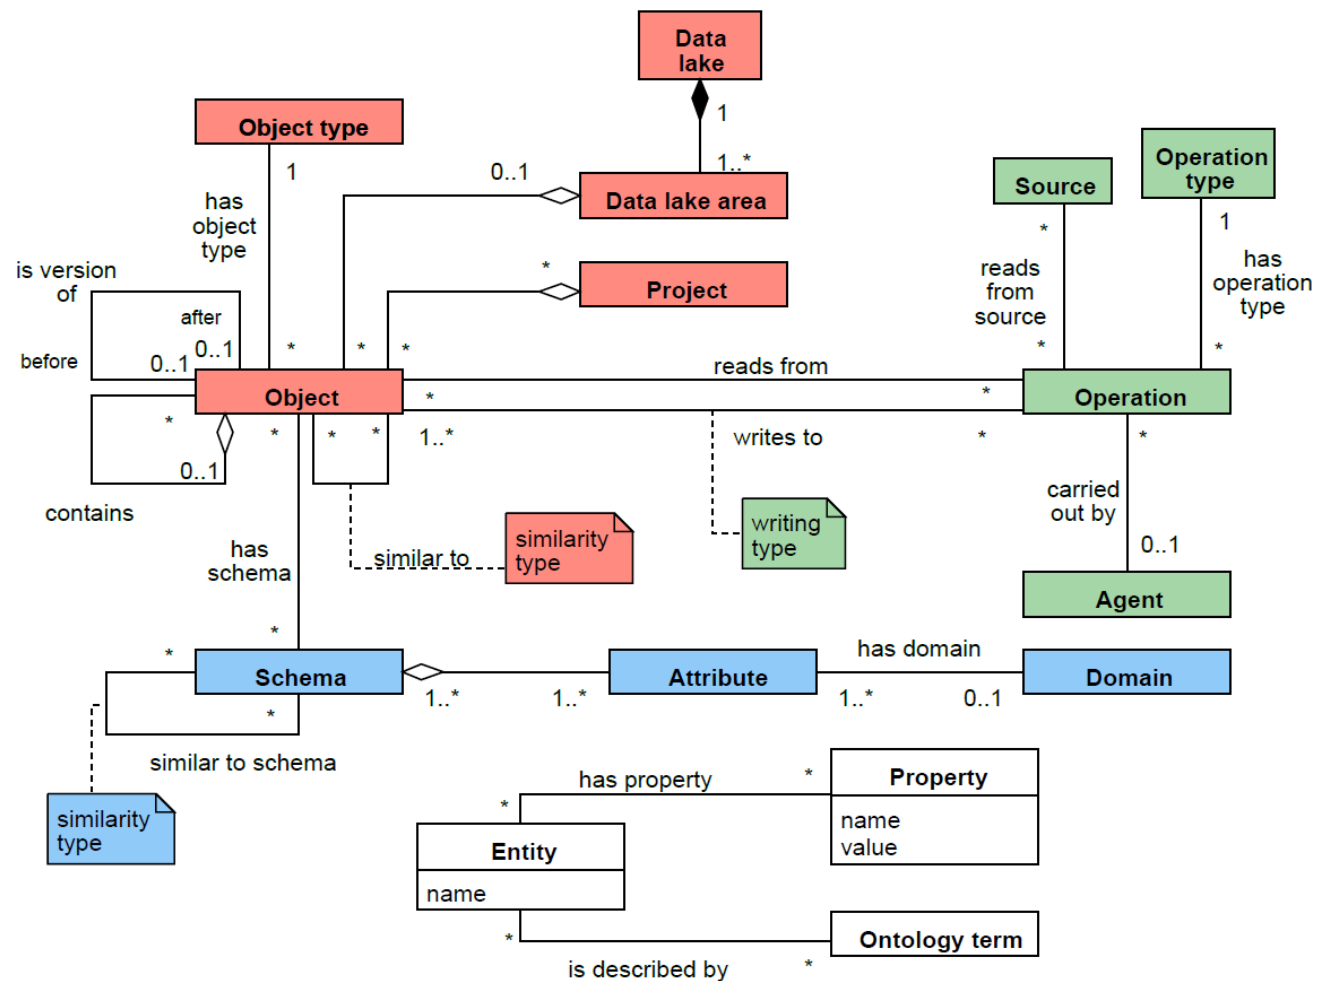 Data
lake
1
1..*
Object type
1
has
object
type
0..1
Data lake area
*
Project
Source
*
reads
from
source
*
Operation
type
1
has
operation
type
*
is version
of
after
before
0..1
0..1
*
*
*
Object
reads from
*
*
Operation
*
0..1
contains
*
*
*
1..*
writes to
*
writing
type
similar to
similarity
type
*
carried
out by
0..1
Agent
has
schema
*
*
Schema
*
similar to schema
similarity
type
1..*
1..*
Attribute
has domain
1..*
0..1
Domain
has property
*
*
Property
name
value
Entity
name
*
is described by
*
Ontology term